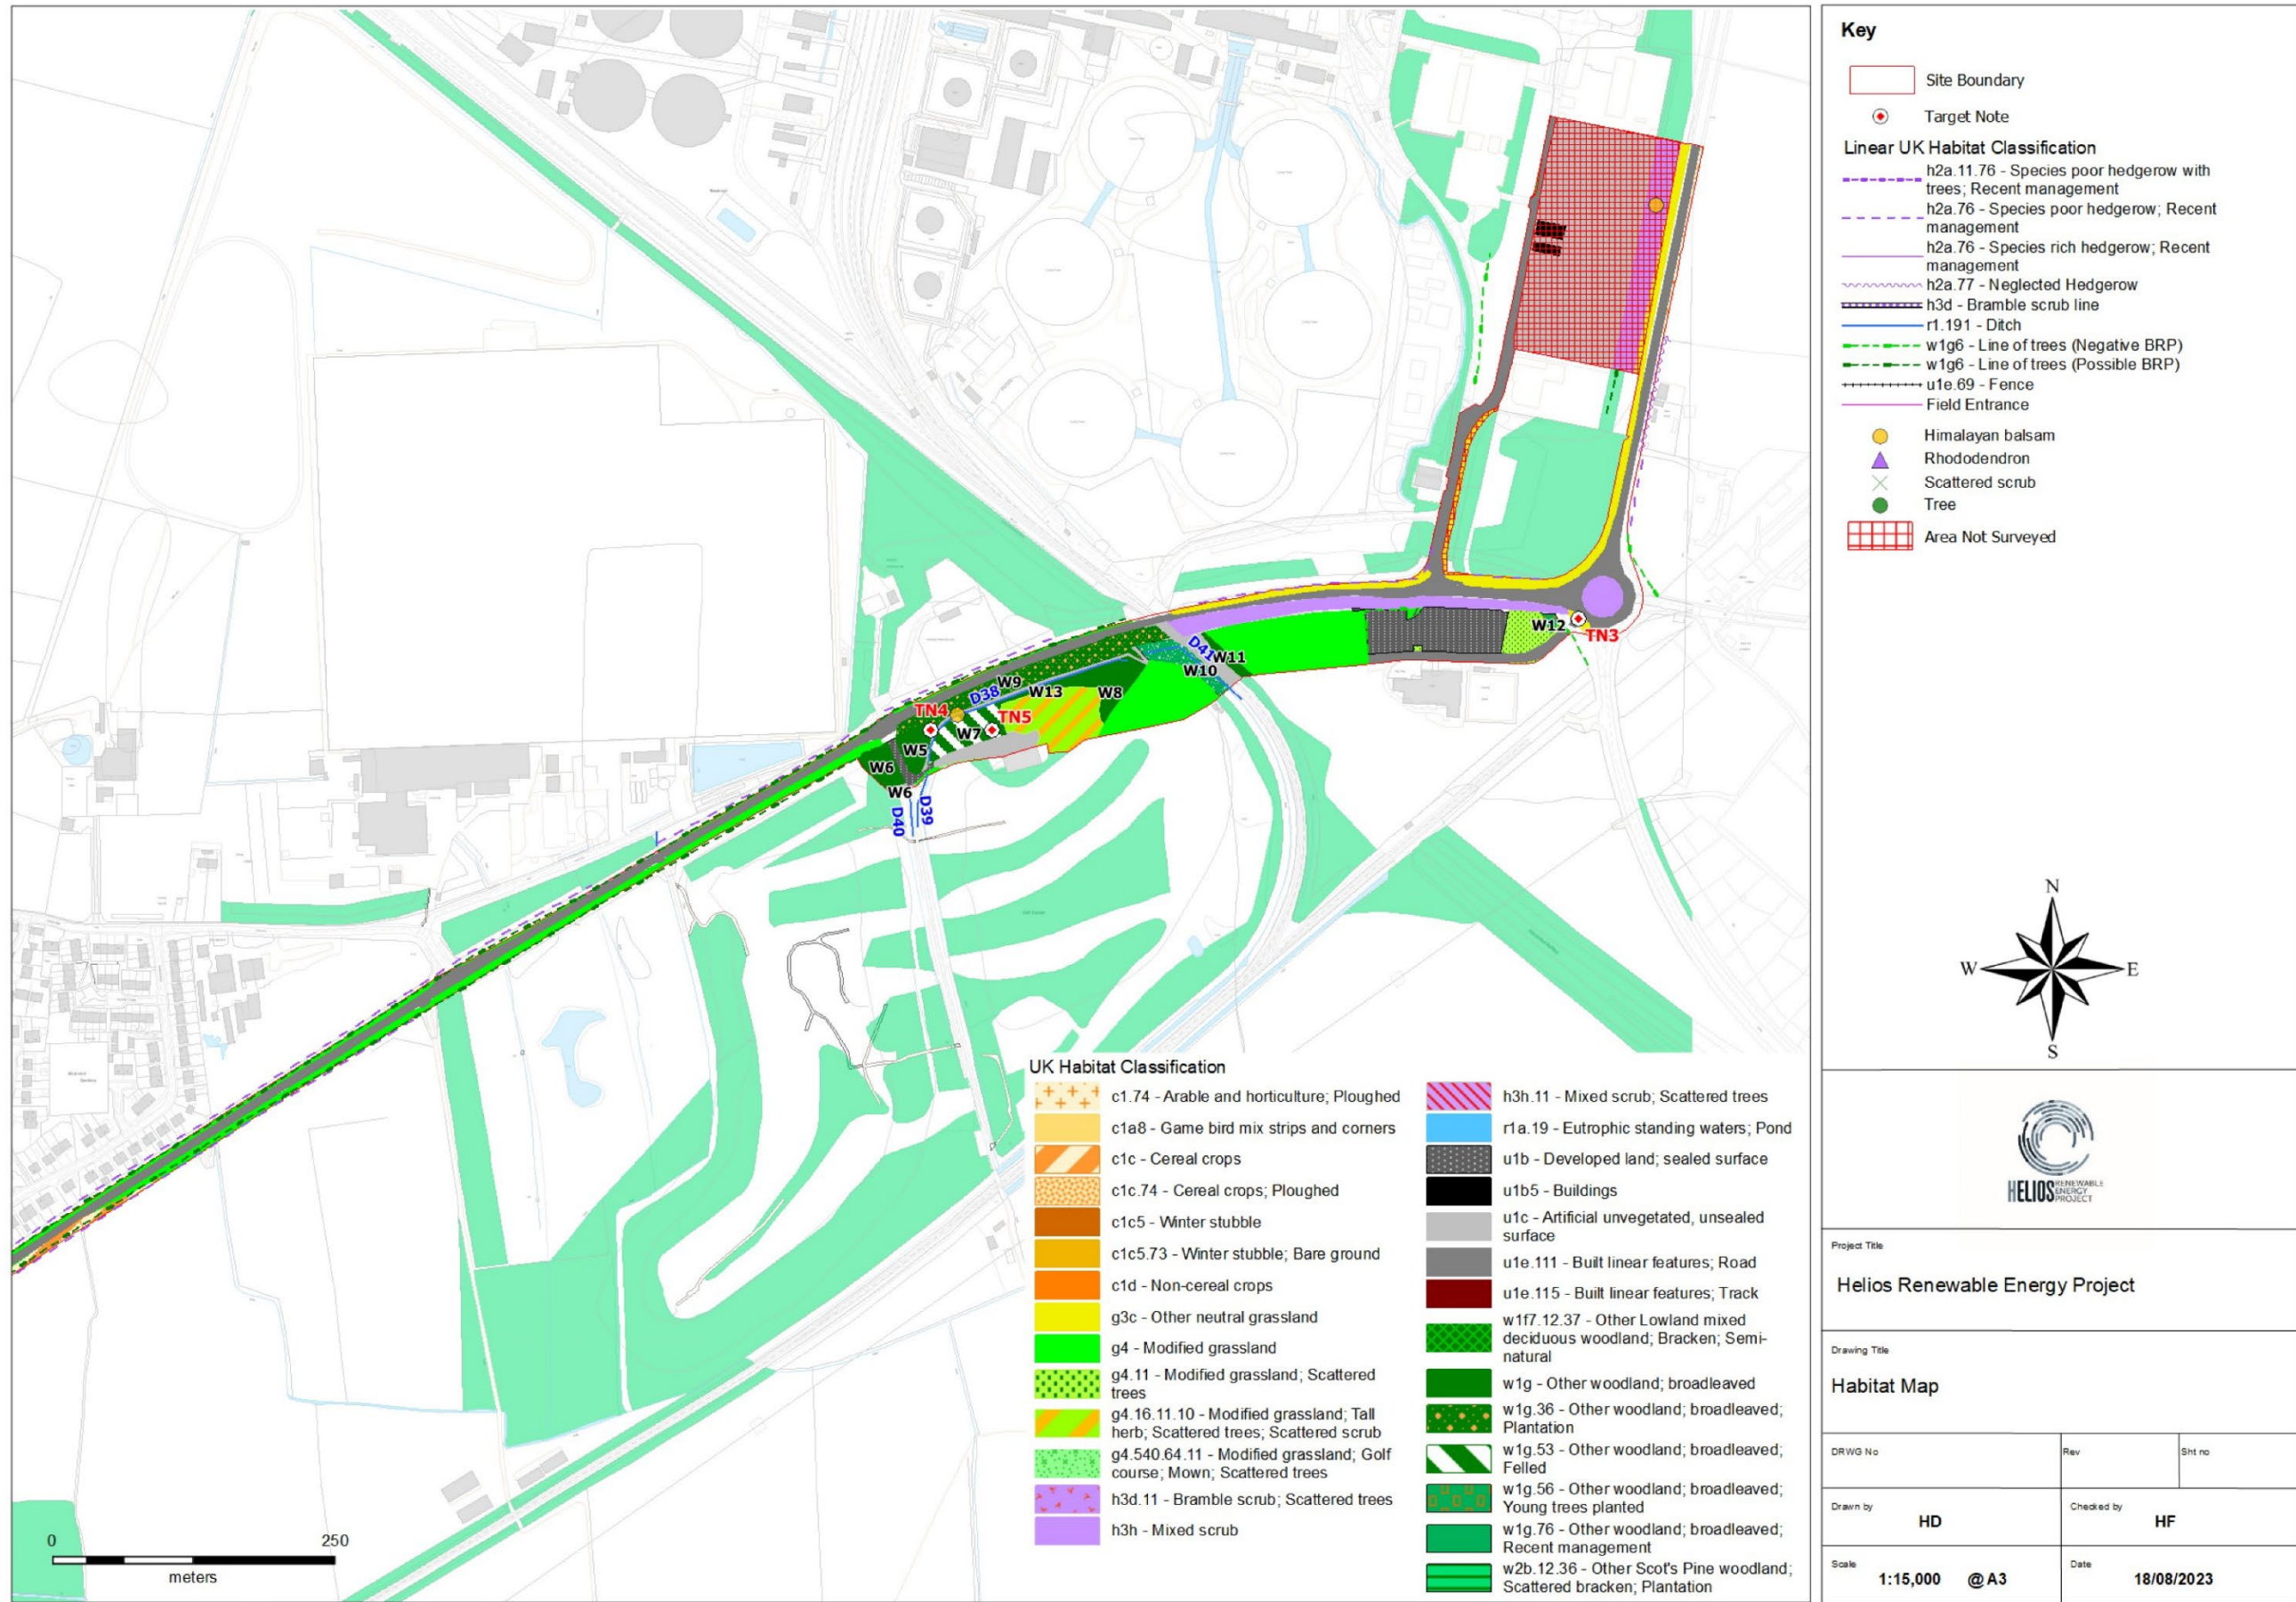 TN4
TN5
TN3
W12
W11
D41
W10
W9
D38
W13
W8
W7
W5
W6
W6
D40
D39
0
250
meters
UK Habitat Classification
c1.74 - Arable and horticulture; Ploughed
c1a8 - Game bird mix strips and corners
c1c - Cereal crops
c1c.74 - Cereal crops; Ploughed
c1c5 - Winter stubble
c1c5.73 - Winter stubble; Bare ground
c1d - Non-cereal crops
g3c - Other neutral grassland
g4 - Modified grassland
g4.11 - Modified grassland; Scattered
trees
g4.16.11.10 - Modified grassland; Tall
herb; Scattered trees; Scattered scrub
g4.540.64.11 - Modified grassland; Golf
course; Mown; Scattered trees
h3d.11 - Bramble scrub; Scattered trees
h3h - Mixed scrub
h3h.11 - Mixed scrub; Scattered trees
r1a.19 - Eutrophic standing waters; Pond
u1b - Developed land; sealed surface
u1b5 - Buildings
u1c - Artificial unvegetated, unsealed
surface
u1e.111 - Built linear features; Road
u1e.115 - Built linear features; Track
w1f7.12.37 - Other Lowland mixed
deciduous woodland; Bracken; Semi-
natural
w1g - Other woodland; broadleaved
w1g.36 - Other woodland; broadleaved;
Plantation
w1g.53 - Other woodland; broadleaved;
Felled
w1g.56 - Other woodland; broadleaved;
Young trees planted
w1g.76 - Other woodland; broadleaved;
Recent management
w2b.12.36 - Other Scot's Pine woodland;
Scattered bracken; Plantation
Key
Site Boundary
Target Note
Linear UK Habitat Classification
h2a.11.76 - Species poor hedgerow with
trees; Recent management
h2a.76 - Species poor hedgerow; Recent
management
h2a.76 - Species rich hedgerow; Recent
management
h2a.77 - Neglected Hedgerow
h3d - Bramble scrub line
r1.191 - Ditch
w1g6 - Line of trees (Negative BRP)
w1g6 - Line of trees (Possible BRP)
u1e.69 - Fence
Field Entrance
Himalayan balsam
Rhododendron
Scattered scrub
Tree
Area Not Surveyed
N
W
E
S
HELIOS RENEWABLE
ENERGY
PROJECT
Project Title
Helios Renewable Energy Project
Drawing Title
Habitat Map
DRWG No
Rev
Sht no
Drawn by
HD
Checked by
HF
Scale
1:15,000 @ A3
Date
18/08/2023